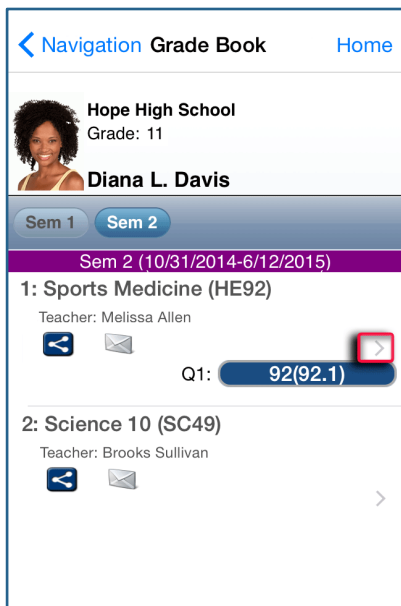 Navigation Grade Book Home
Hope High School
Grade: 11
Diana L. Davis
Sem 1 Sem 2
Sem 2 (10/31/2014-6/12/2015)
1: Sports Medicine (HE92)
Teacher: Melissa Allen
Q1: 92(92.1)
2: Science 10 (SC49)
Teacher: Brooks Sullivan